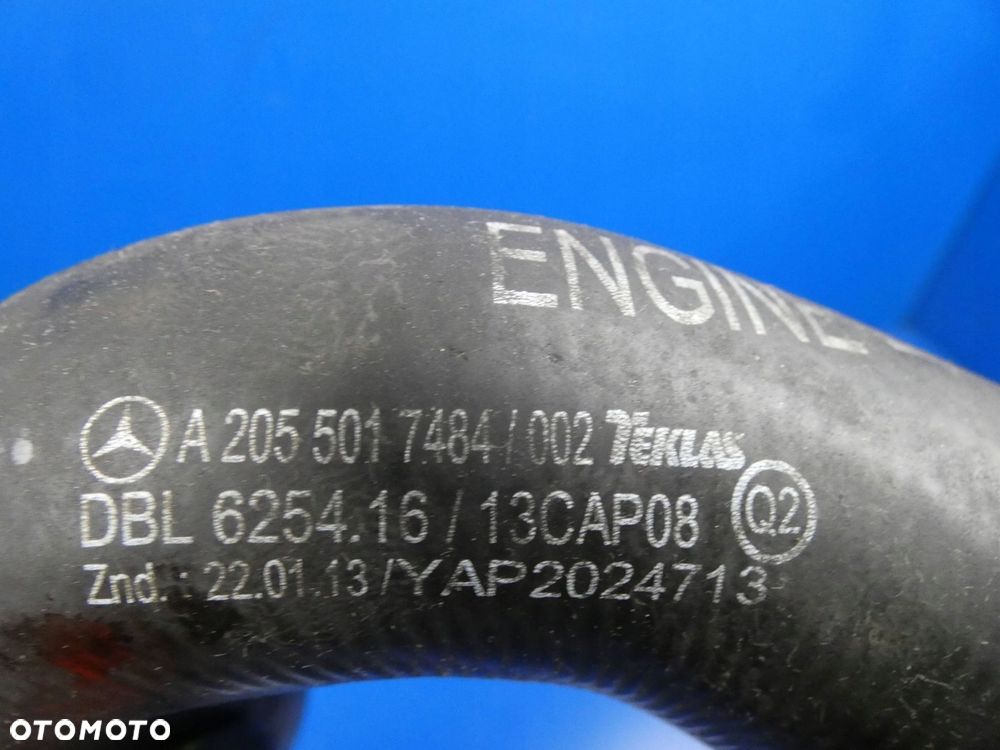 ENGINE
A 205 501 7484 / 002 TEKLAS
DBL 6254.16 / 13CAP08 Q2
Znd. : 22.01.13 / YAP2024713
OTOMOTO